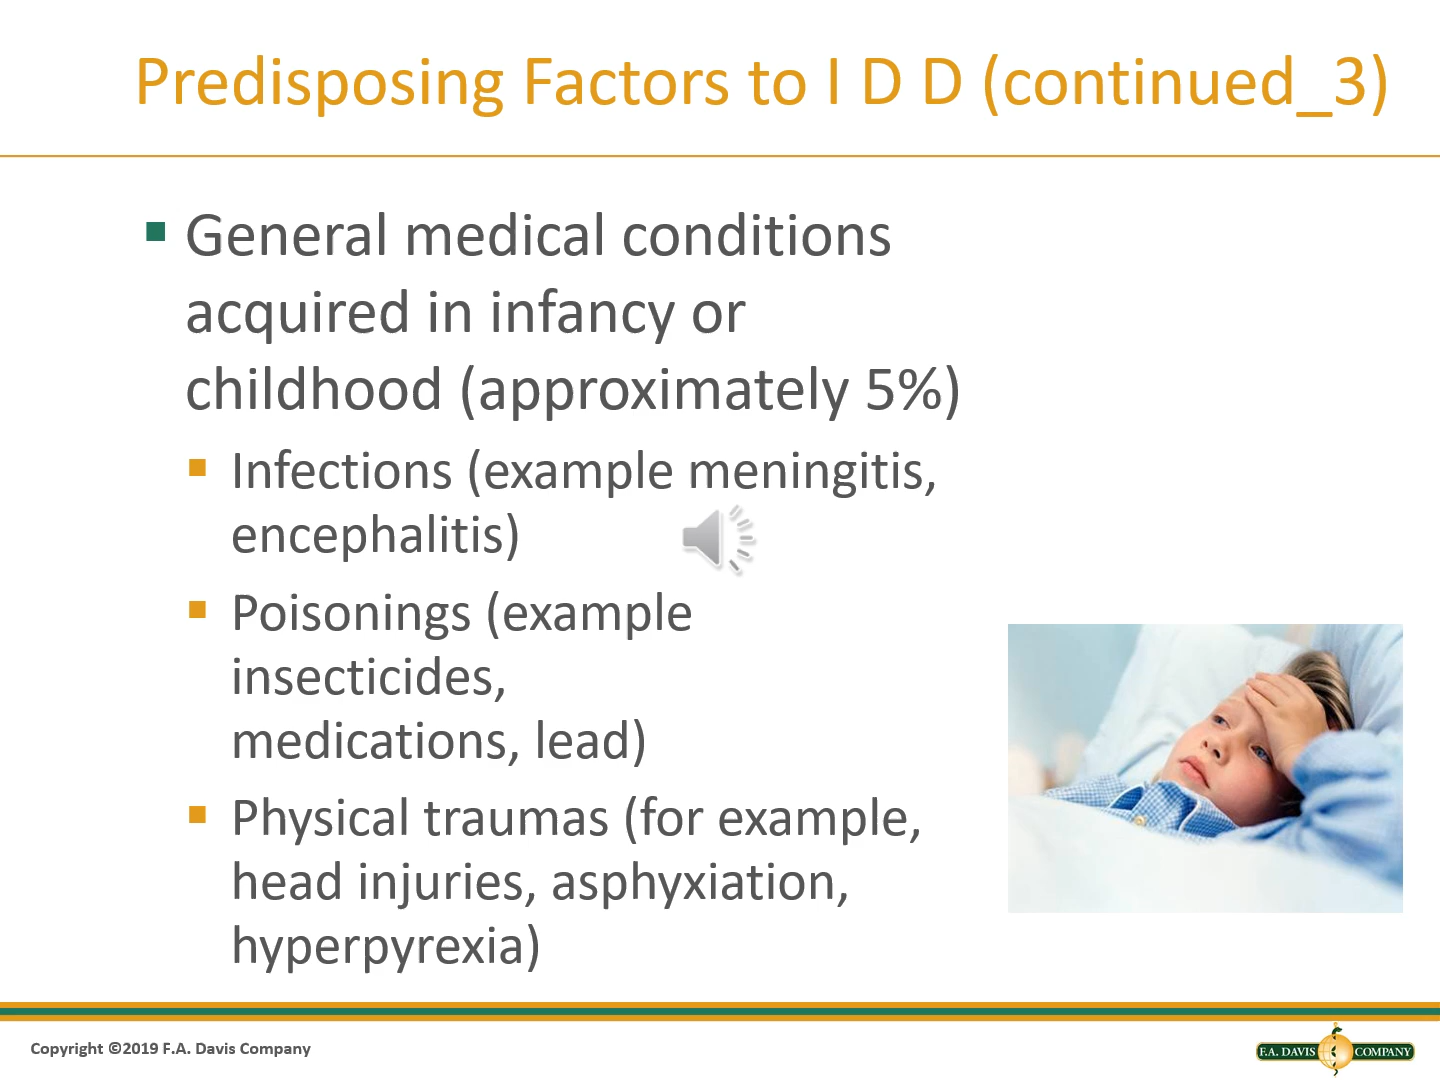 Predisposing Factors to I D D (continued_3)
General medical conditions
acquired in infancy or
childhood (approximately 5%)
Infections (example meningitis,
encephalitis)
Poisonings (example
insecticides,
medications, lead)
Physical traumas (for example,
head injuries, asphyxiation,
hyperpyrexia)
Copyright ©2019 F.A. Davis Company
F.A. DAVIS COMPANY